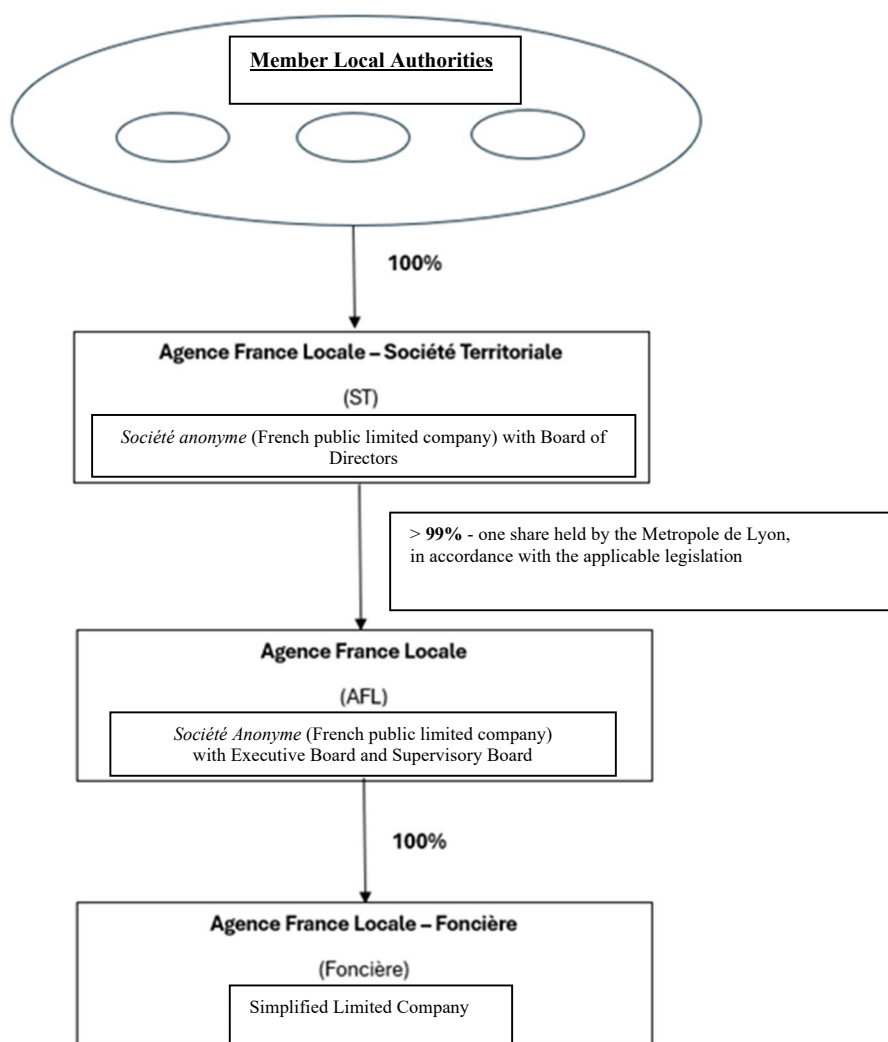 Member Local Authorities
100%
Agence France Locale – Société Territoriale
(ST)
Société anonyme (French public limited company) with Board of
Directors
> 99% - one share held by the Metropole de Lyon,
in accordance with the applicable legislation
Agence France Locale
(AFL)
Société Anonyme (French public limited company)
with Executive Board and Supervisory Board
100%
Agence France Locale – Foncière
(Foncière)
Simplified Limited Company